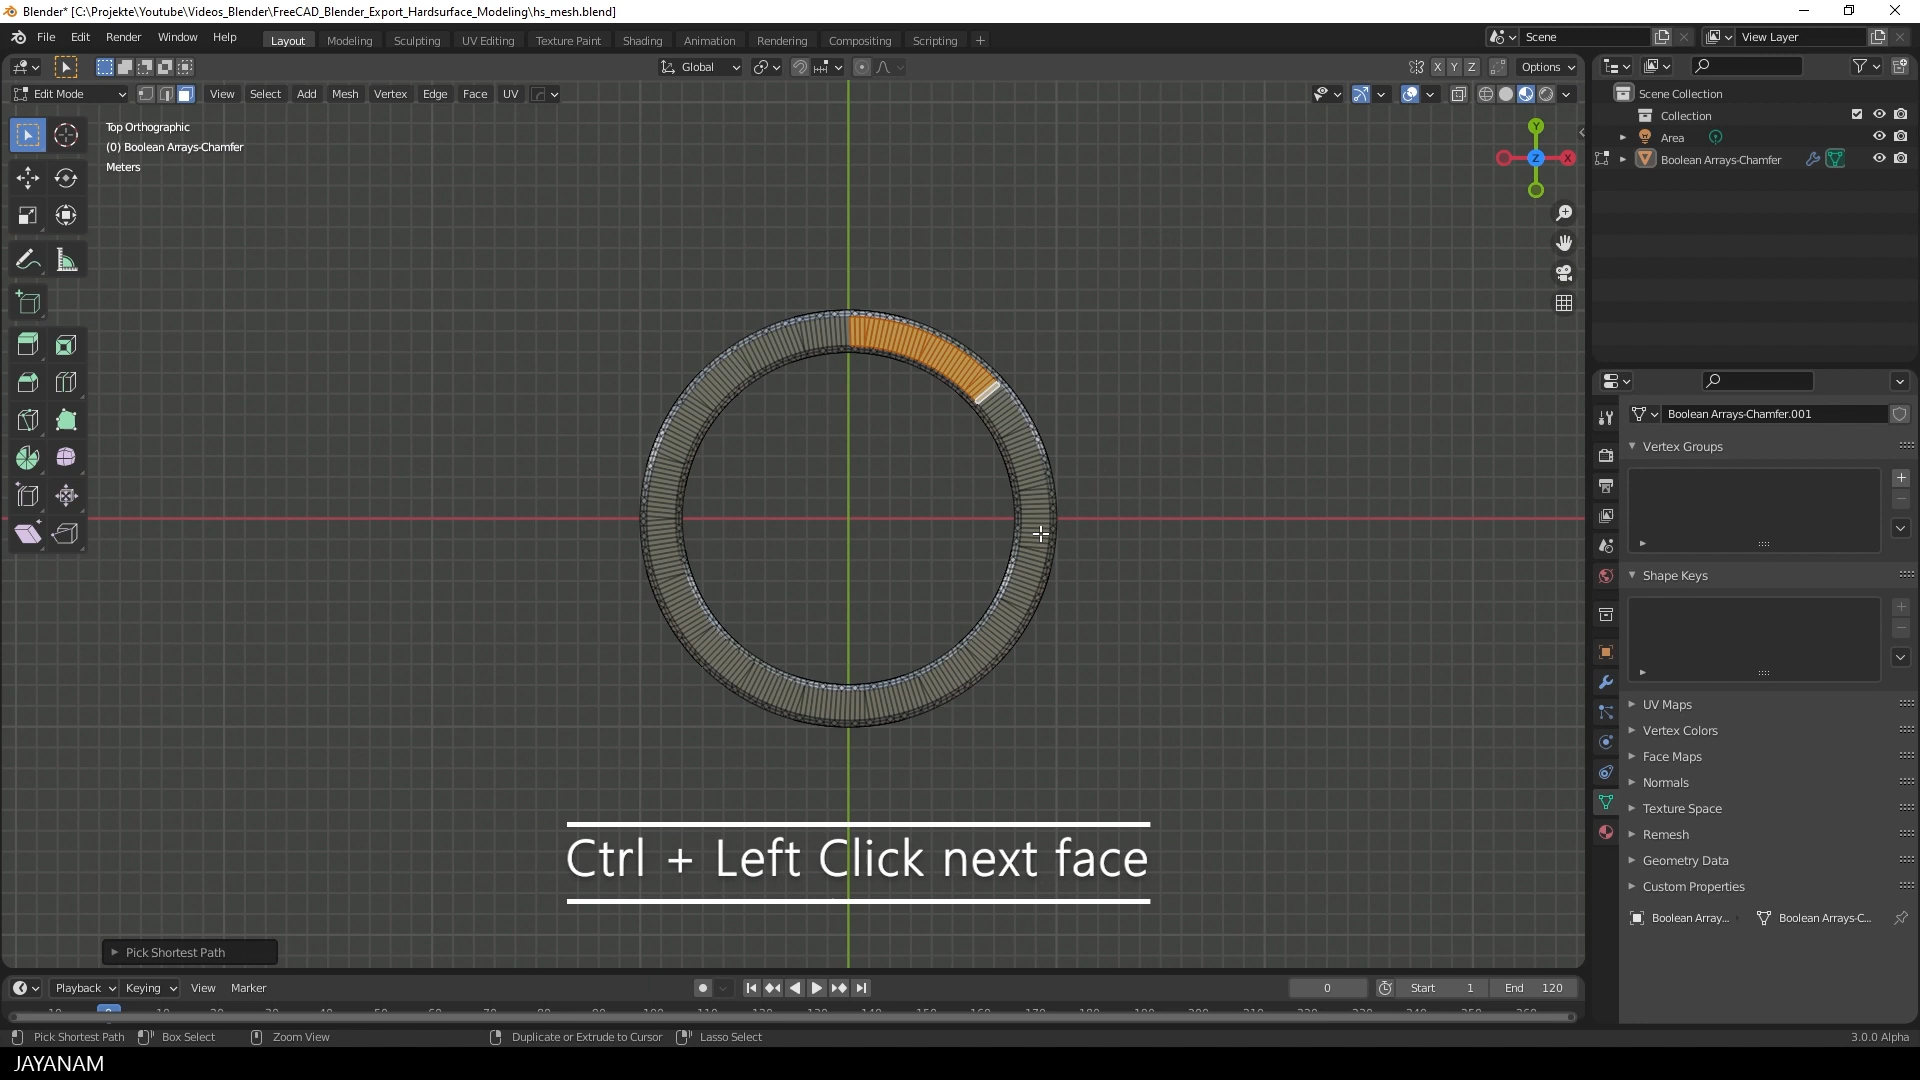 Blender* [C:\Projekte\Youtube\Videos_Blender\FreeCAD_Blender_Export_Hardsurface_Modeling\hs_mesh.blend]
File Edit Render Window Help Layout Modeling Sculpting UV Editing Texture Paint Shading Animation Rendering Compositing Scripting + Scene View Layer
Global X Y Z Options
Edit Mode View Select Add Mesh Vertex Edge Face UV
Scene Collection
Collection
Area
Boolean Arrays-Chamfer
Top Orthographic
(0) Boolean Arrays-Chamfer
Meters
Y
Z X
Boolean Arrays-Chamfer.001
Vertex Groups
Shape Keys
UV Maps
Vertex Colors
Face Maps
Normals
Texture Space
Remesh
Geometry Data
Custom Properties
Boolean Array... Boolean Arrays-C...
Ctrl + Left Click next face
Pick Shortest Path
Playback Keying View Marker 0 Start 1 End 120
Pick Shortest Path Box Select Zoom View Duplicate or Extrude to Cursor Lasso Select 3.0.0 Alpha
JAYANAM